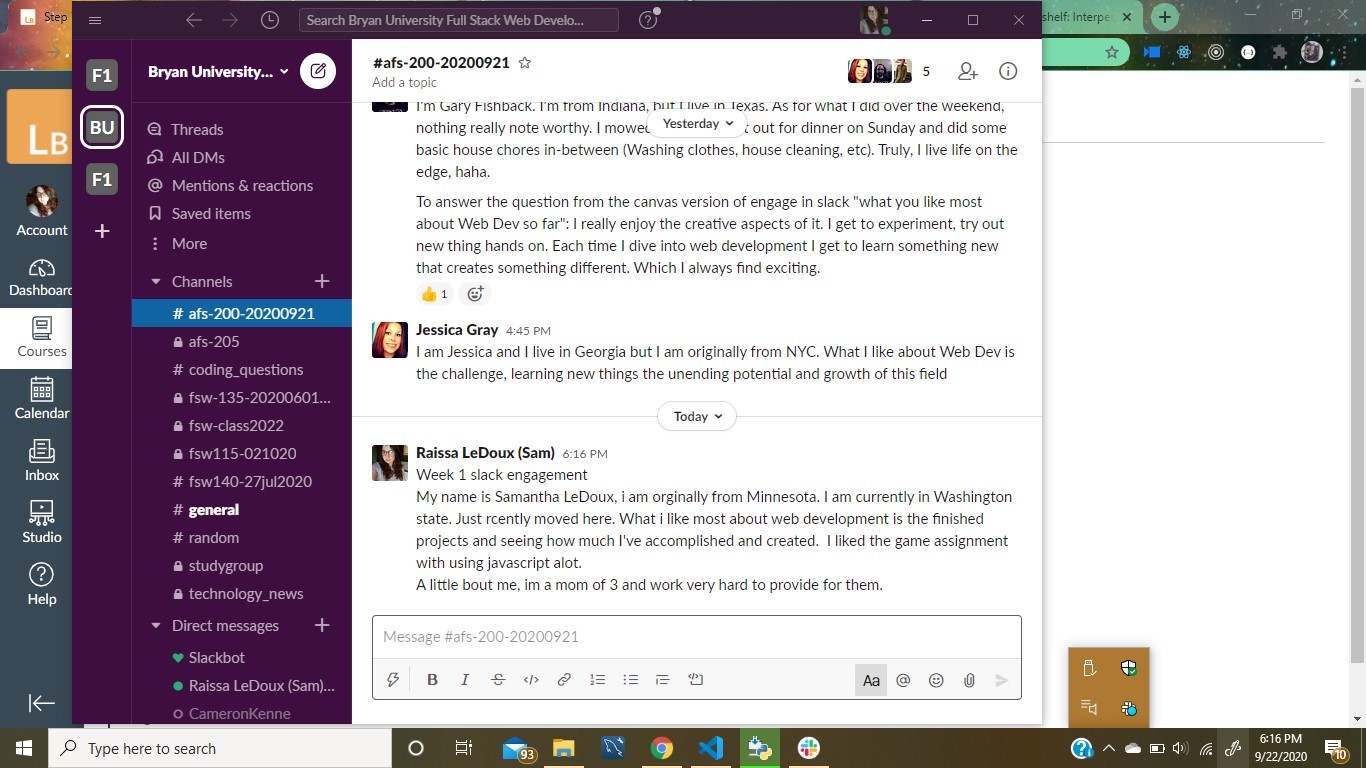 Step
Search Bryan University Full Stack Web Develo...
shelf: Interpe
F1
BU
F1
LB
Account
Dashboard
Courses
Calendar
Inbox
Studio
Help
Bryan University...
Threads
All DMs
Mentions & reactions
Saved items
More
Channels
# afs-200-20200921
afs-205
# coding_questions
fsw-135-20200601...
fsw-class2022
fsw115-021020
# fsw140-27jul2020
# general
# random
studygroup
technology_news
Direct messages
Slackbot
Raissa LeDoux (Sam)...
CameronKenne
#afs-200-20200921
Add a topic
5
I'm Gary Fishback. I'm from Indiana, but I live in Texas. As for what I did over the weekend,
nothing really note worthy. I mowed
Yesterday
t out for dinner on Sunday and did some
basic house chores in-between (Washing clothes, house cleaning, etc). Truly, I live life on the
edge, haha.
To answer the question from the canvas version of engage in slack "what you like most
about Web Dev so far": I really enjoy the creative aspects of it. I get to experiment, try out
new thing hands on. Each time I dive into web development I get to learn something new
that creates something different. Which I always find exciting.
1
Jessica Gray 4:45 PM
I am Jessica and I live in Georgia but I am originally from NYC. What I like about Web Dev is
the challenge, learning new things the unending potential and growth of this field
Today
Raissa LeDoux (Sam) 6:16 PM
Week 1 slack engagement
My name is Samantha LeDoux, i am orginally from Minnesota. I am currently in Washington
state. Just rcently moved here. What i like most about web development is the finished
projects and seeing how much I've accomplished and created. I liked the game assignment
with using javascript alot.
A little bout me, im a mom of 3 and work very hard to provide for them.
Message #afs-200-20200921
B I S </> Aa @
Type here to search
93
6:16 PM
9/22/2020
10